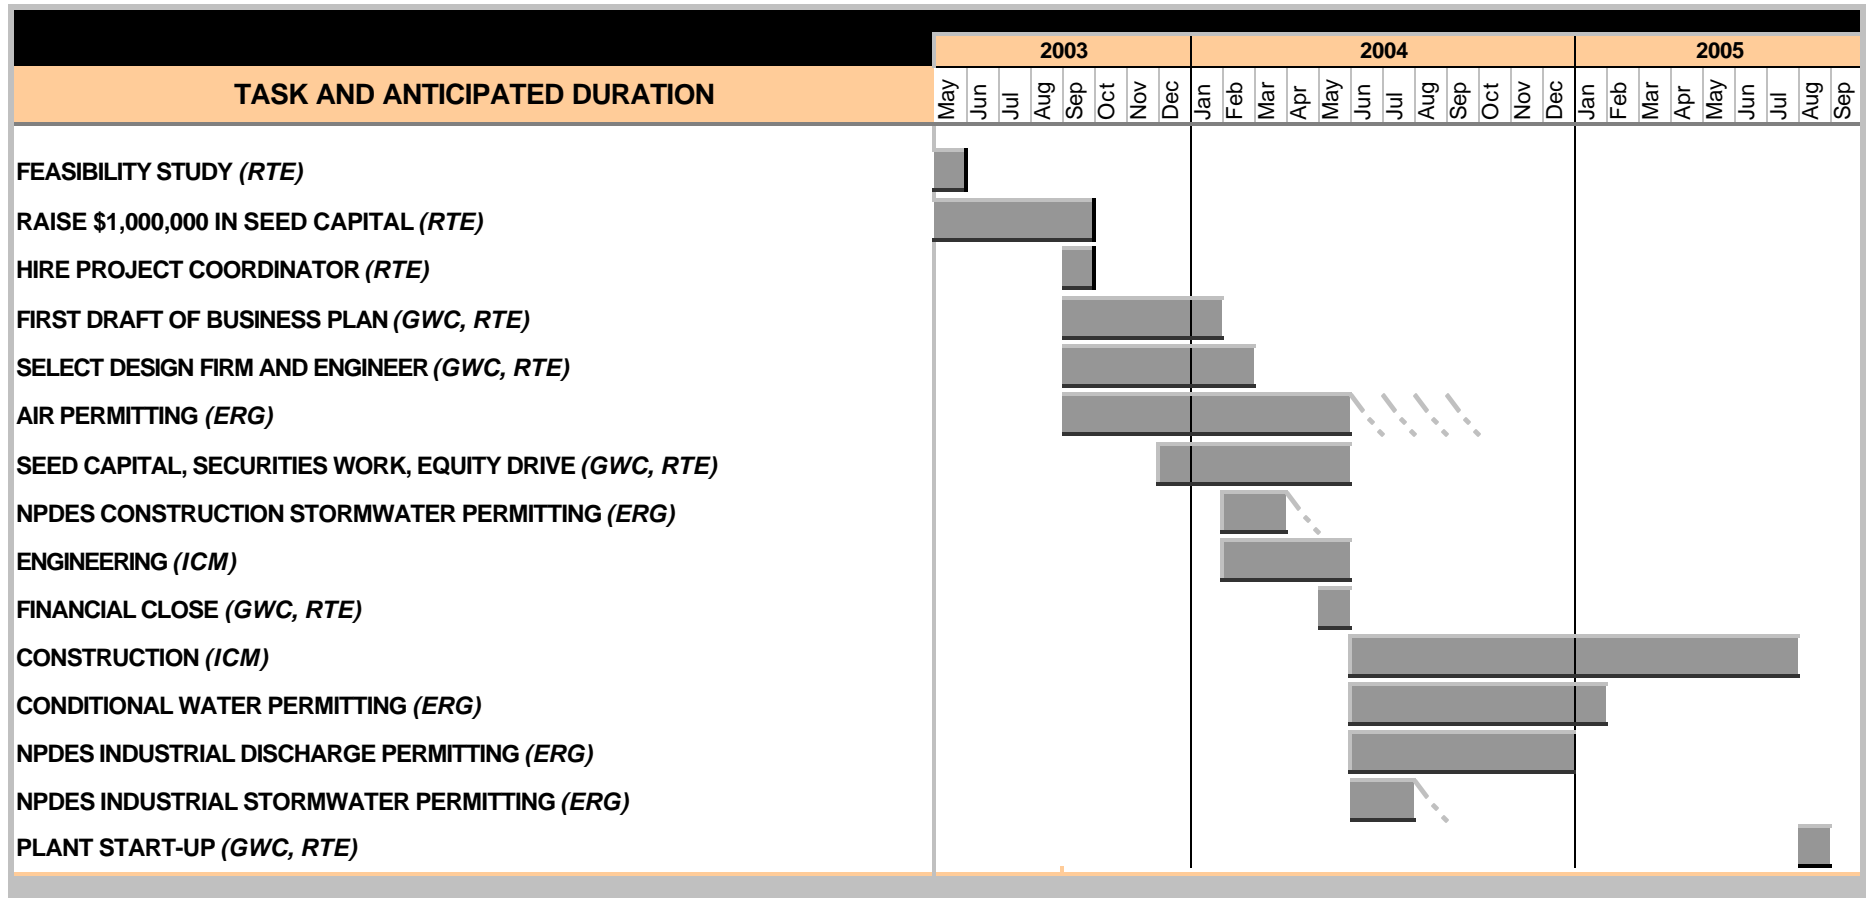 2003 2004 2005
TASK AND ANTICIPATED DURATION May Jun Jul Aug Sep Oct Nov Dec Jan Feb Mar Apr May Jun Jul Aug Sep Oct Nov Dec Jan Feb Mar Apr May Jun Jul Aug Sep
FEASIBILITY STUDY (RTE)
RAISE $1,000,000 IN SEED CAPITAL (RTE)
HIRE PROJECT COORDINATOR (RTE)
FIRST DRAFT OF BUSINESS PLAN (GWC, RTE)
SELECT DESIGN FIRM AND ENGINEER (GWC, RTE)
AIR PERMITTING (ERG)
SEED CAPITAL, SECURITIES WORK, EQUITY DRIVE (GWC, RTE)
NPDES CONSTRUCTION STORMWATER PERMITTING (ERG)
ENGINEERING (ICM)
FINANCIAL CLOSE (GWC, RTE)
CONSTRUCTION (ICM)
CONDITIONAL WATER PERMITTING (ERG)
NPDES INDUSTRIAL DISCHARGE PERMITTING (ERG)
NPDES INDUSTRIAL STORMWATER PERMITTING (ERG)
PLANT START-UP (GWC, RTE)